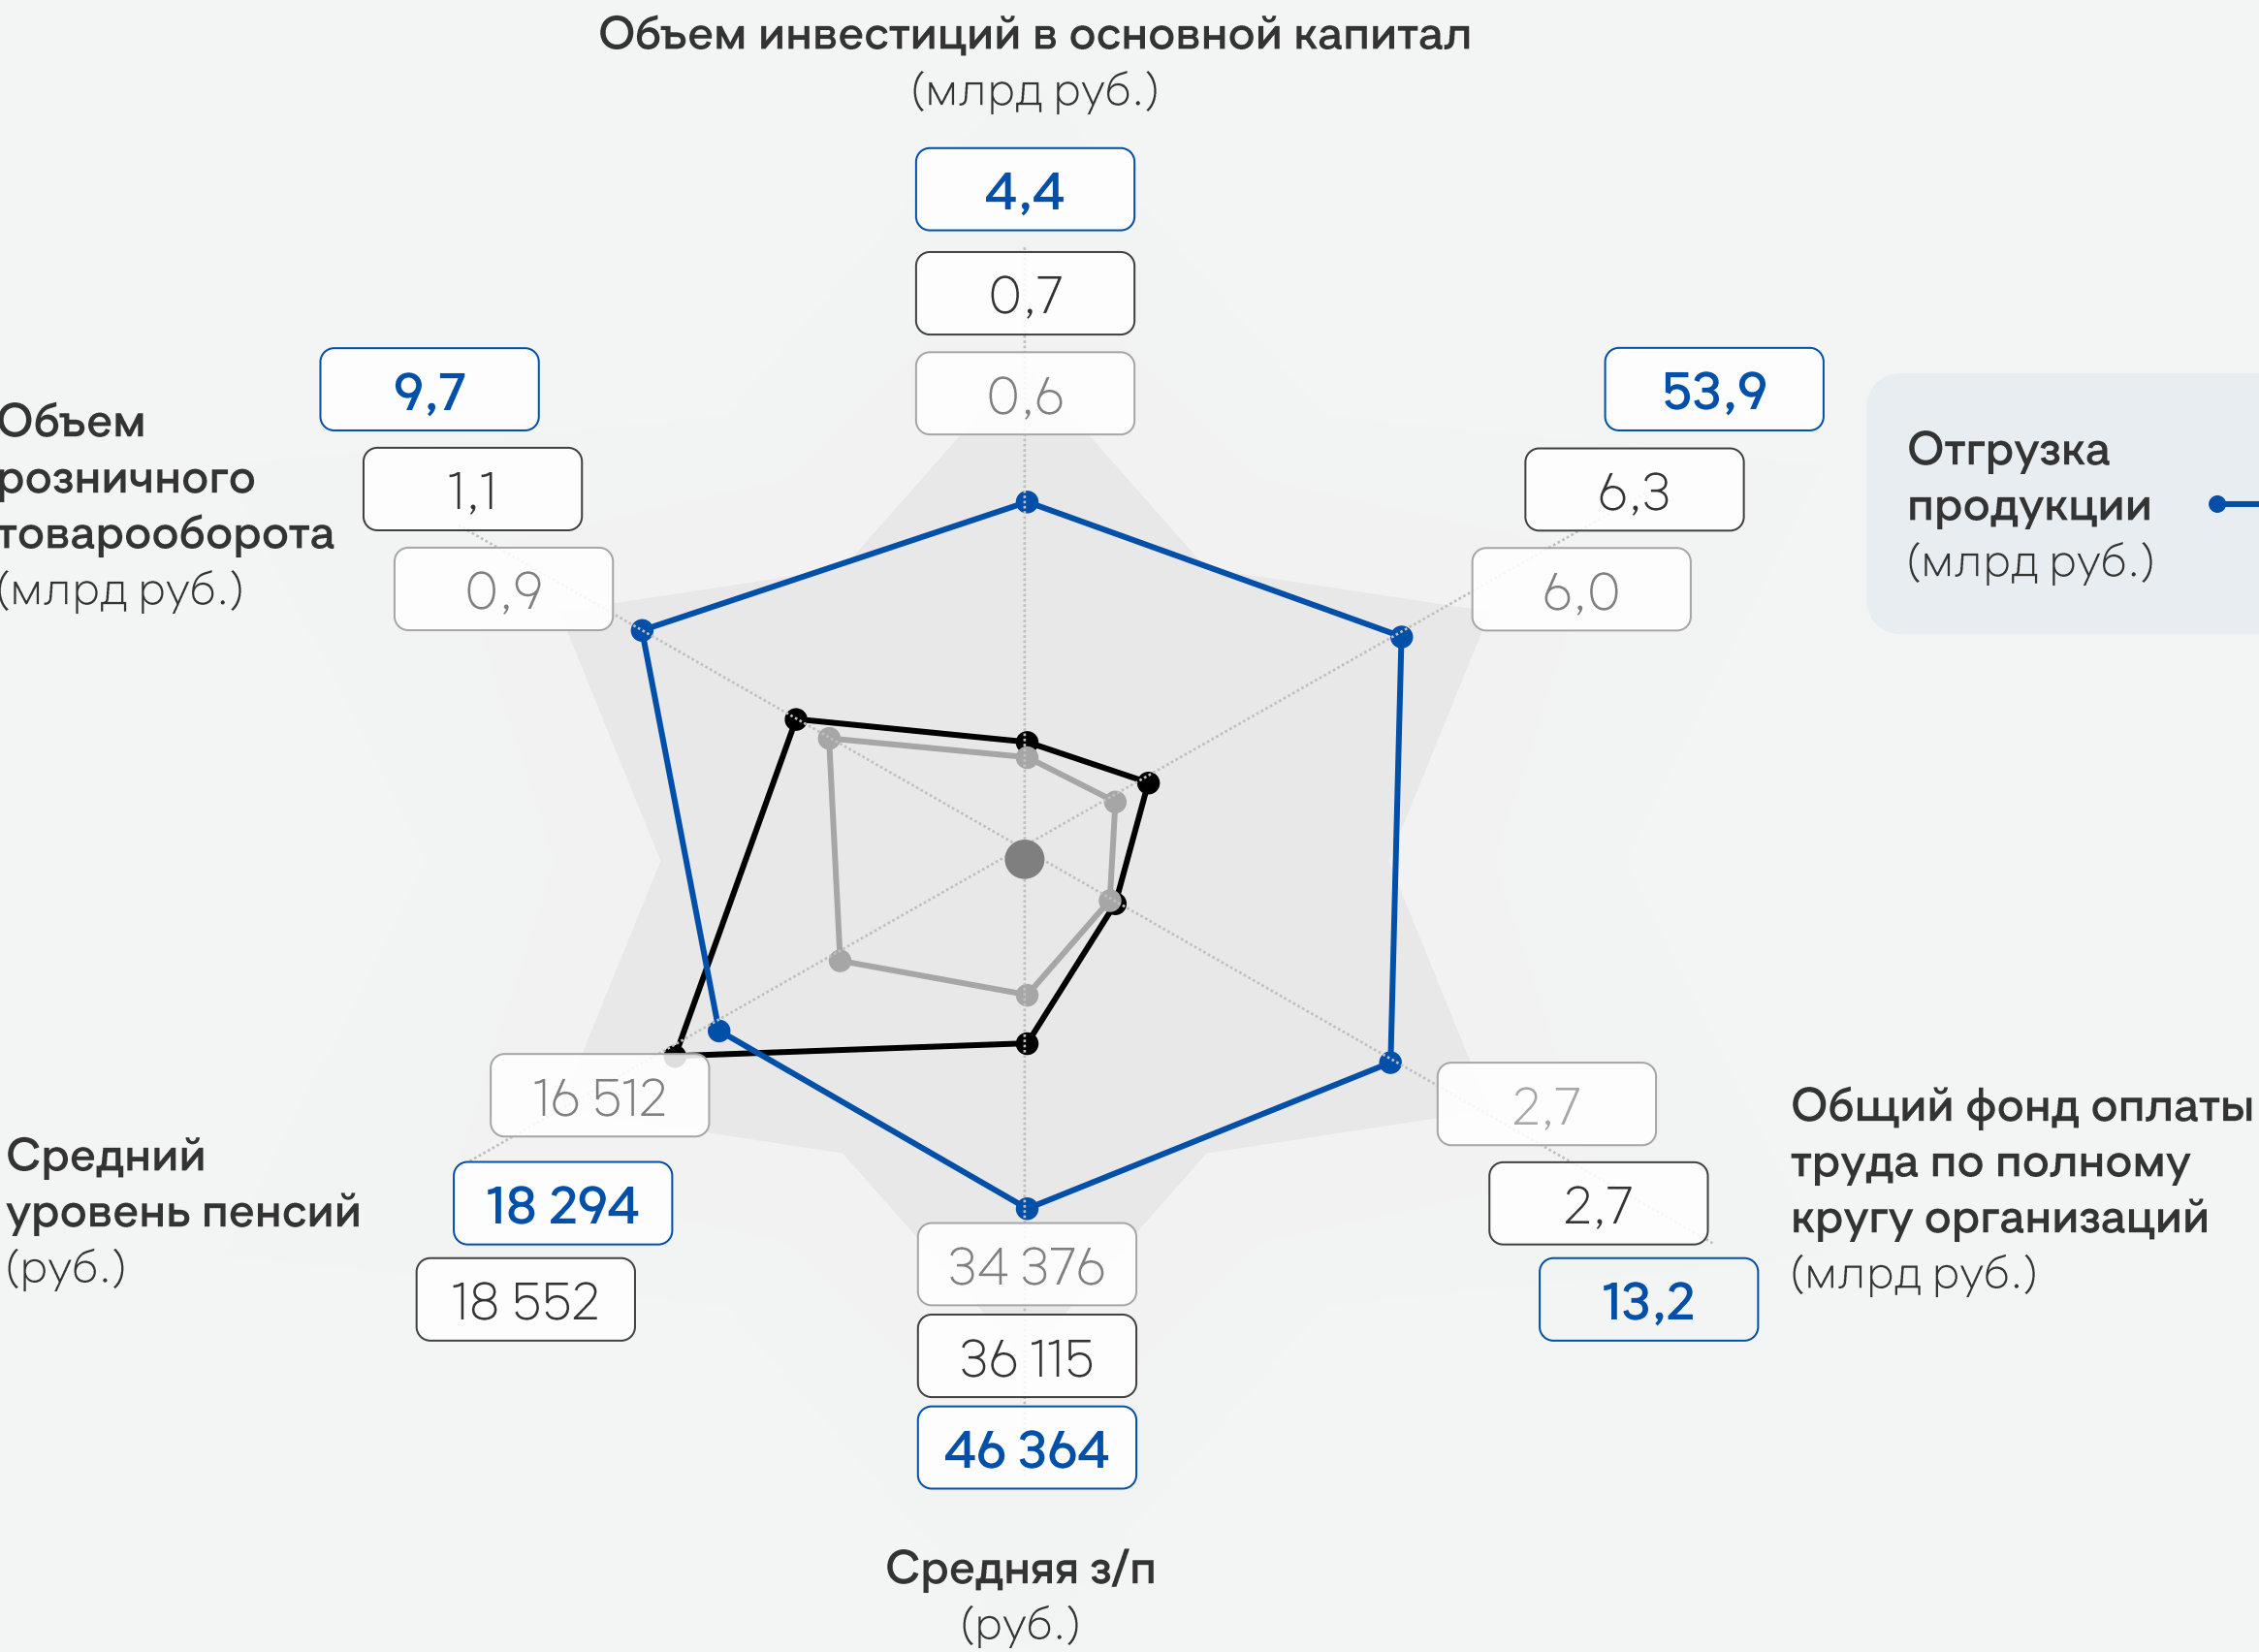 Объем инвестиций в основной капитал
(млрд руб.)
4,4
0,7
0,6
9,7
1,1
0,9
Объем
розничного
товарооборота
(млрд руб.)
53,9
6,3
6,0
Отгрузка
продукции
(млрд руб.)
16 512
18 294
18 552
Средний
уровень пенсий
(руб.)
34 376
36 115
46 364
Средняя з/п
(руб.)
2,7
2,7
13,2
Общий фонд оплаты
труда по полному
кругу организаций
(млрд руб.)